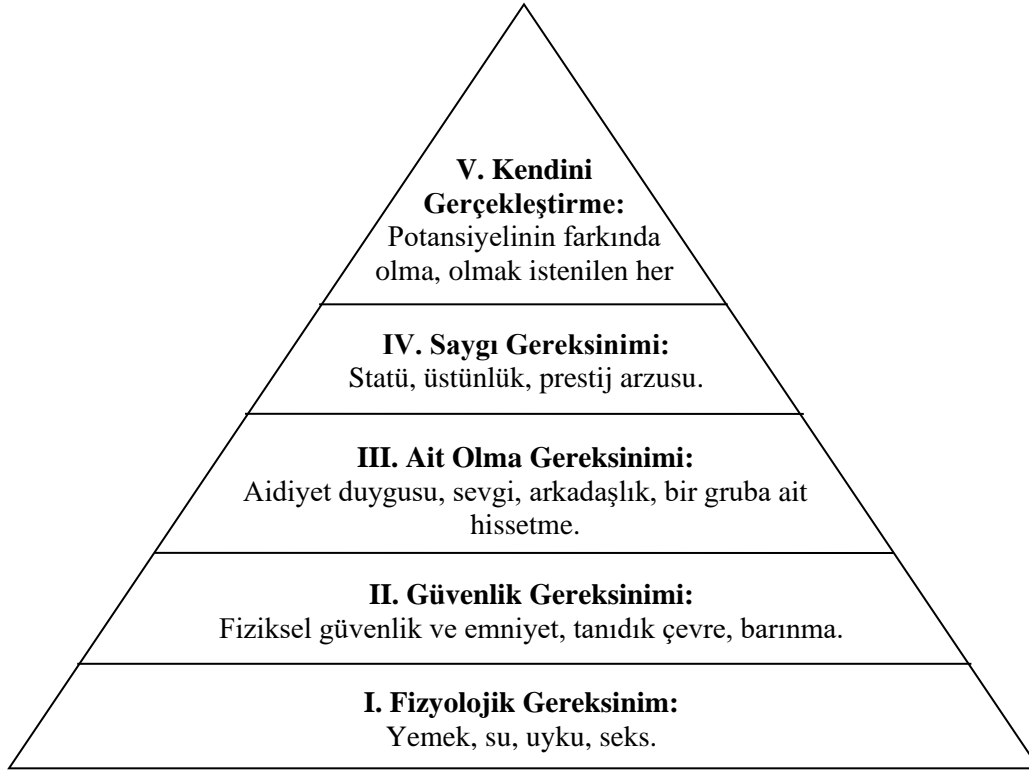 V. Kendini
Gerçekleştirme:
Potansiyelinin farkında
olma, olmak istenilen her
IV. Saygı Gereksinimi:
Statü, üstünlük, prestij arzusu.
III. Ait Olma Gereksinimi:
Aidiyet duygusu, sevgi, arkadaşlık, bir gruba ait
hissetme.
II. Güvenlik Gereksinimi:
Fiziksel güvenlik ve emniyet, tanıdık çevre, barınma.
I. Fizyolojik Gereksinim:
Yemek, su, uyku, seks.